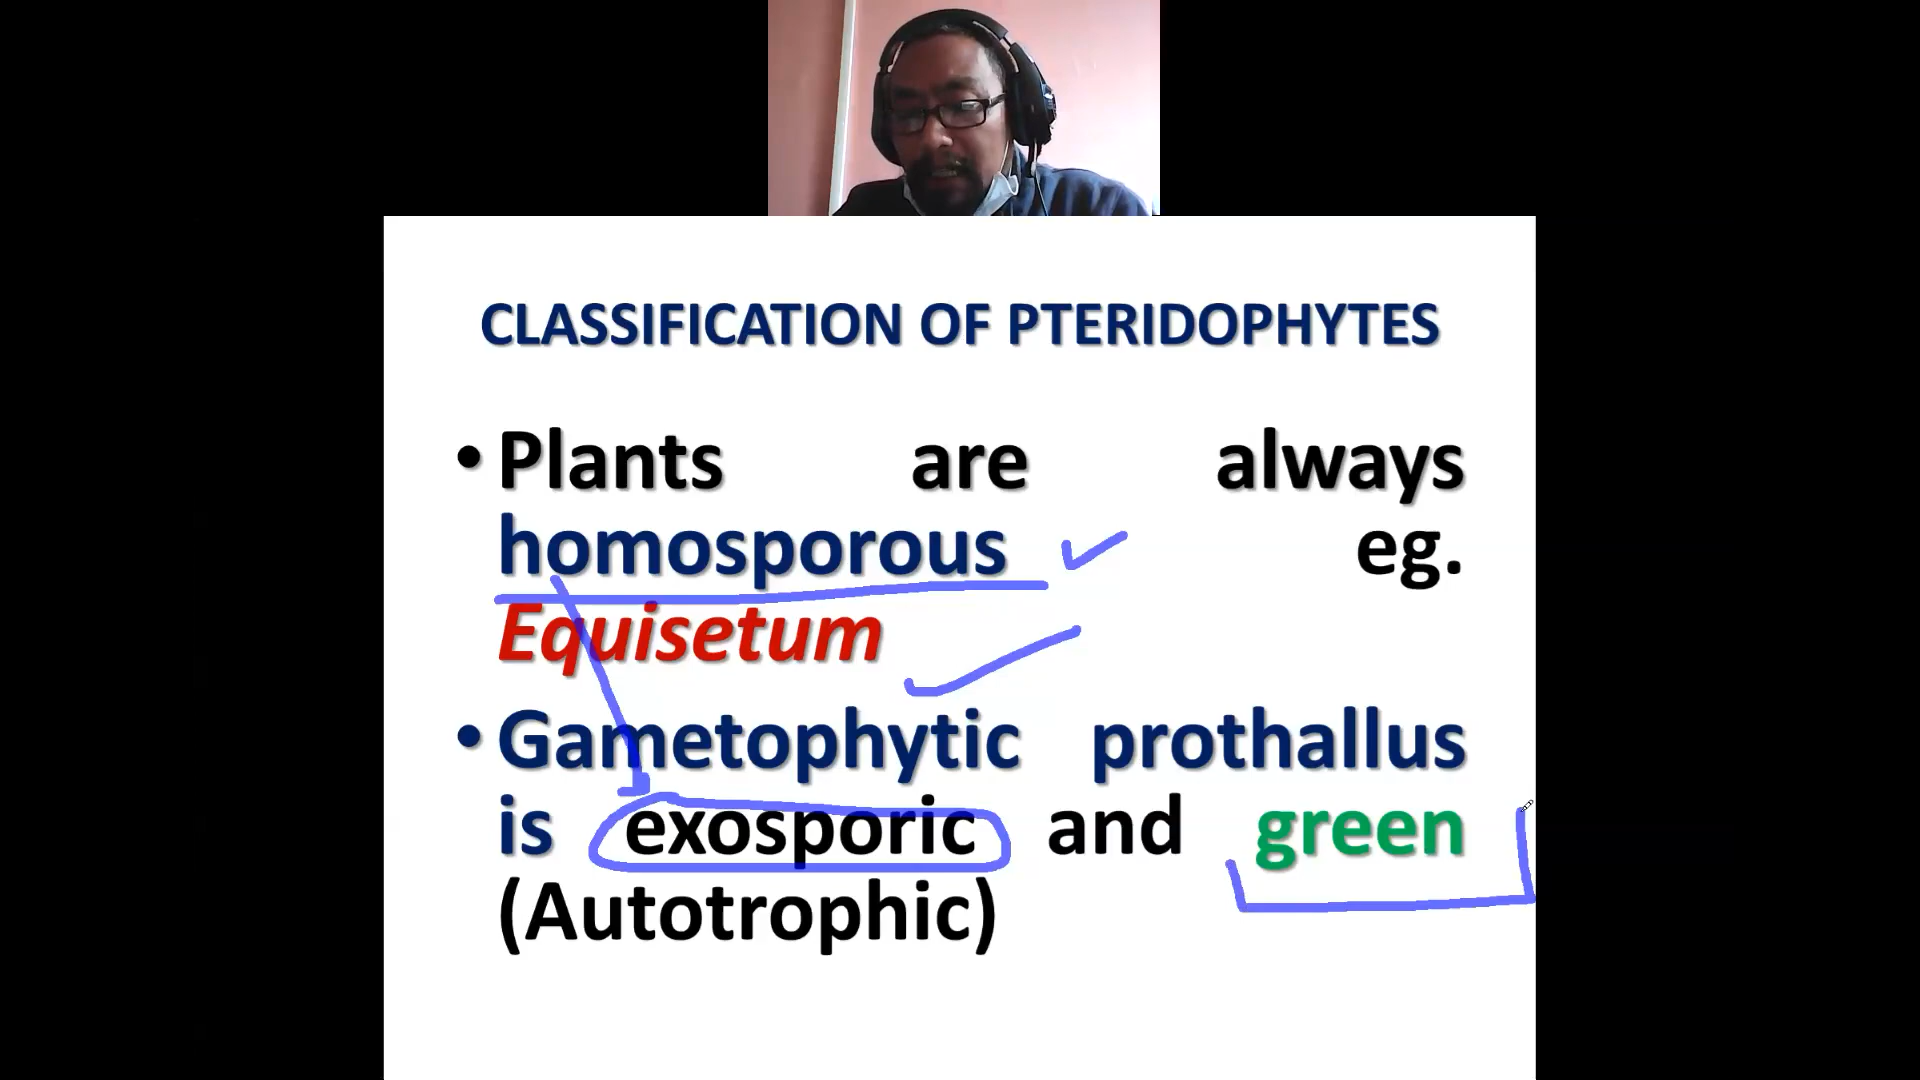 CLASSIFICATION OF PTERIDOPHYTES
• Plants are always
homosporous eg.
Equisetum
• Gametophytic prothallus
is exosporic and green
(Autotrophic)